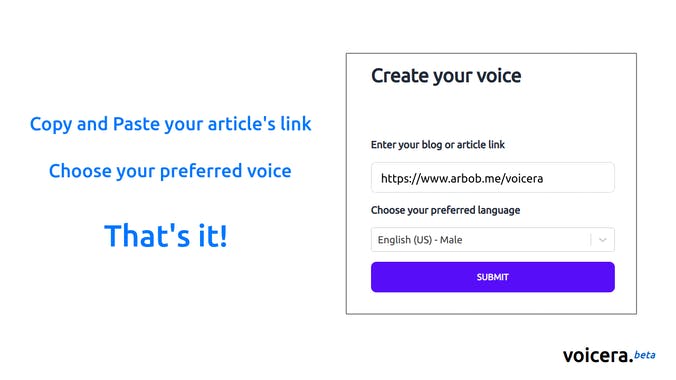 Copy and Paste your article's link
Choose your preferred voice
That's it!
Create your voice
Enter your blog or article link
https://www.arbob.me/voicera
Choose your preferred language
English (US) - Male
SUBMIT
voicera.beta